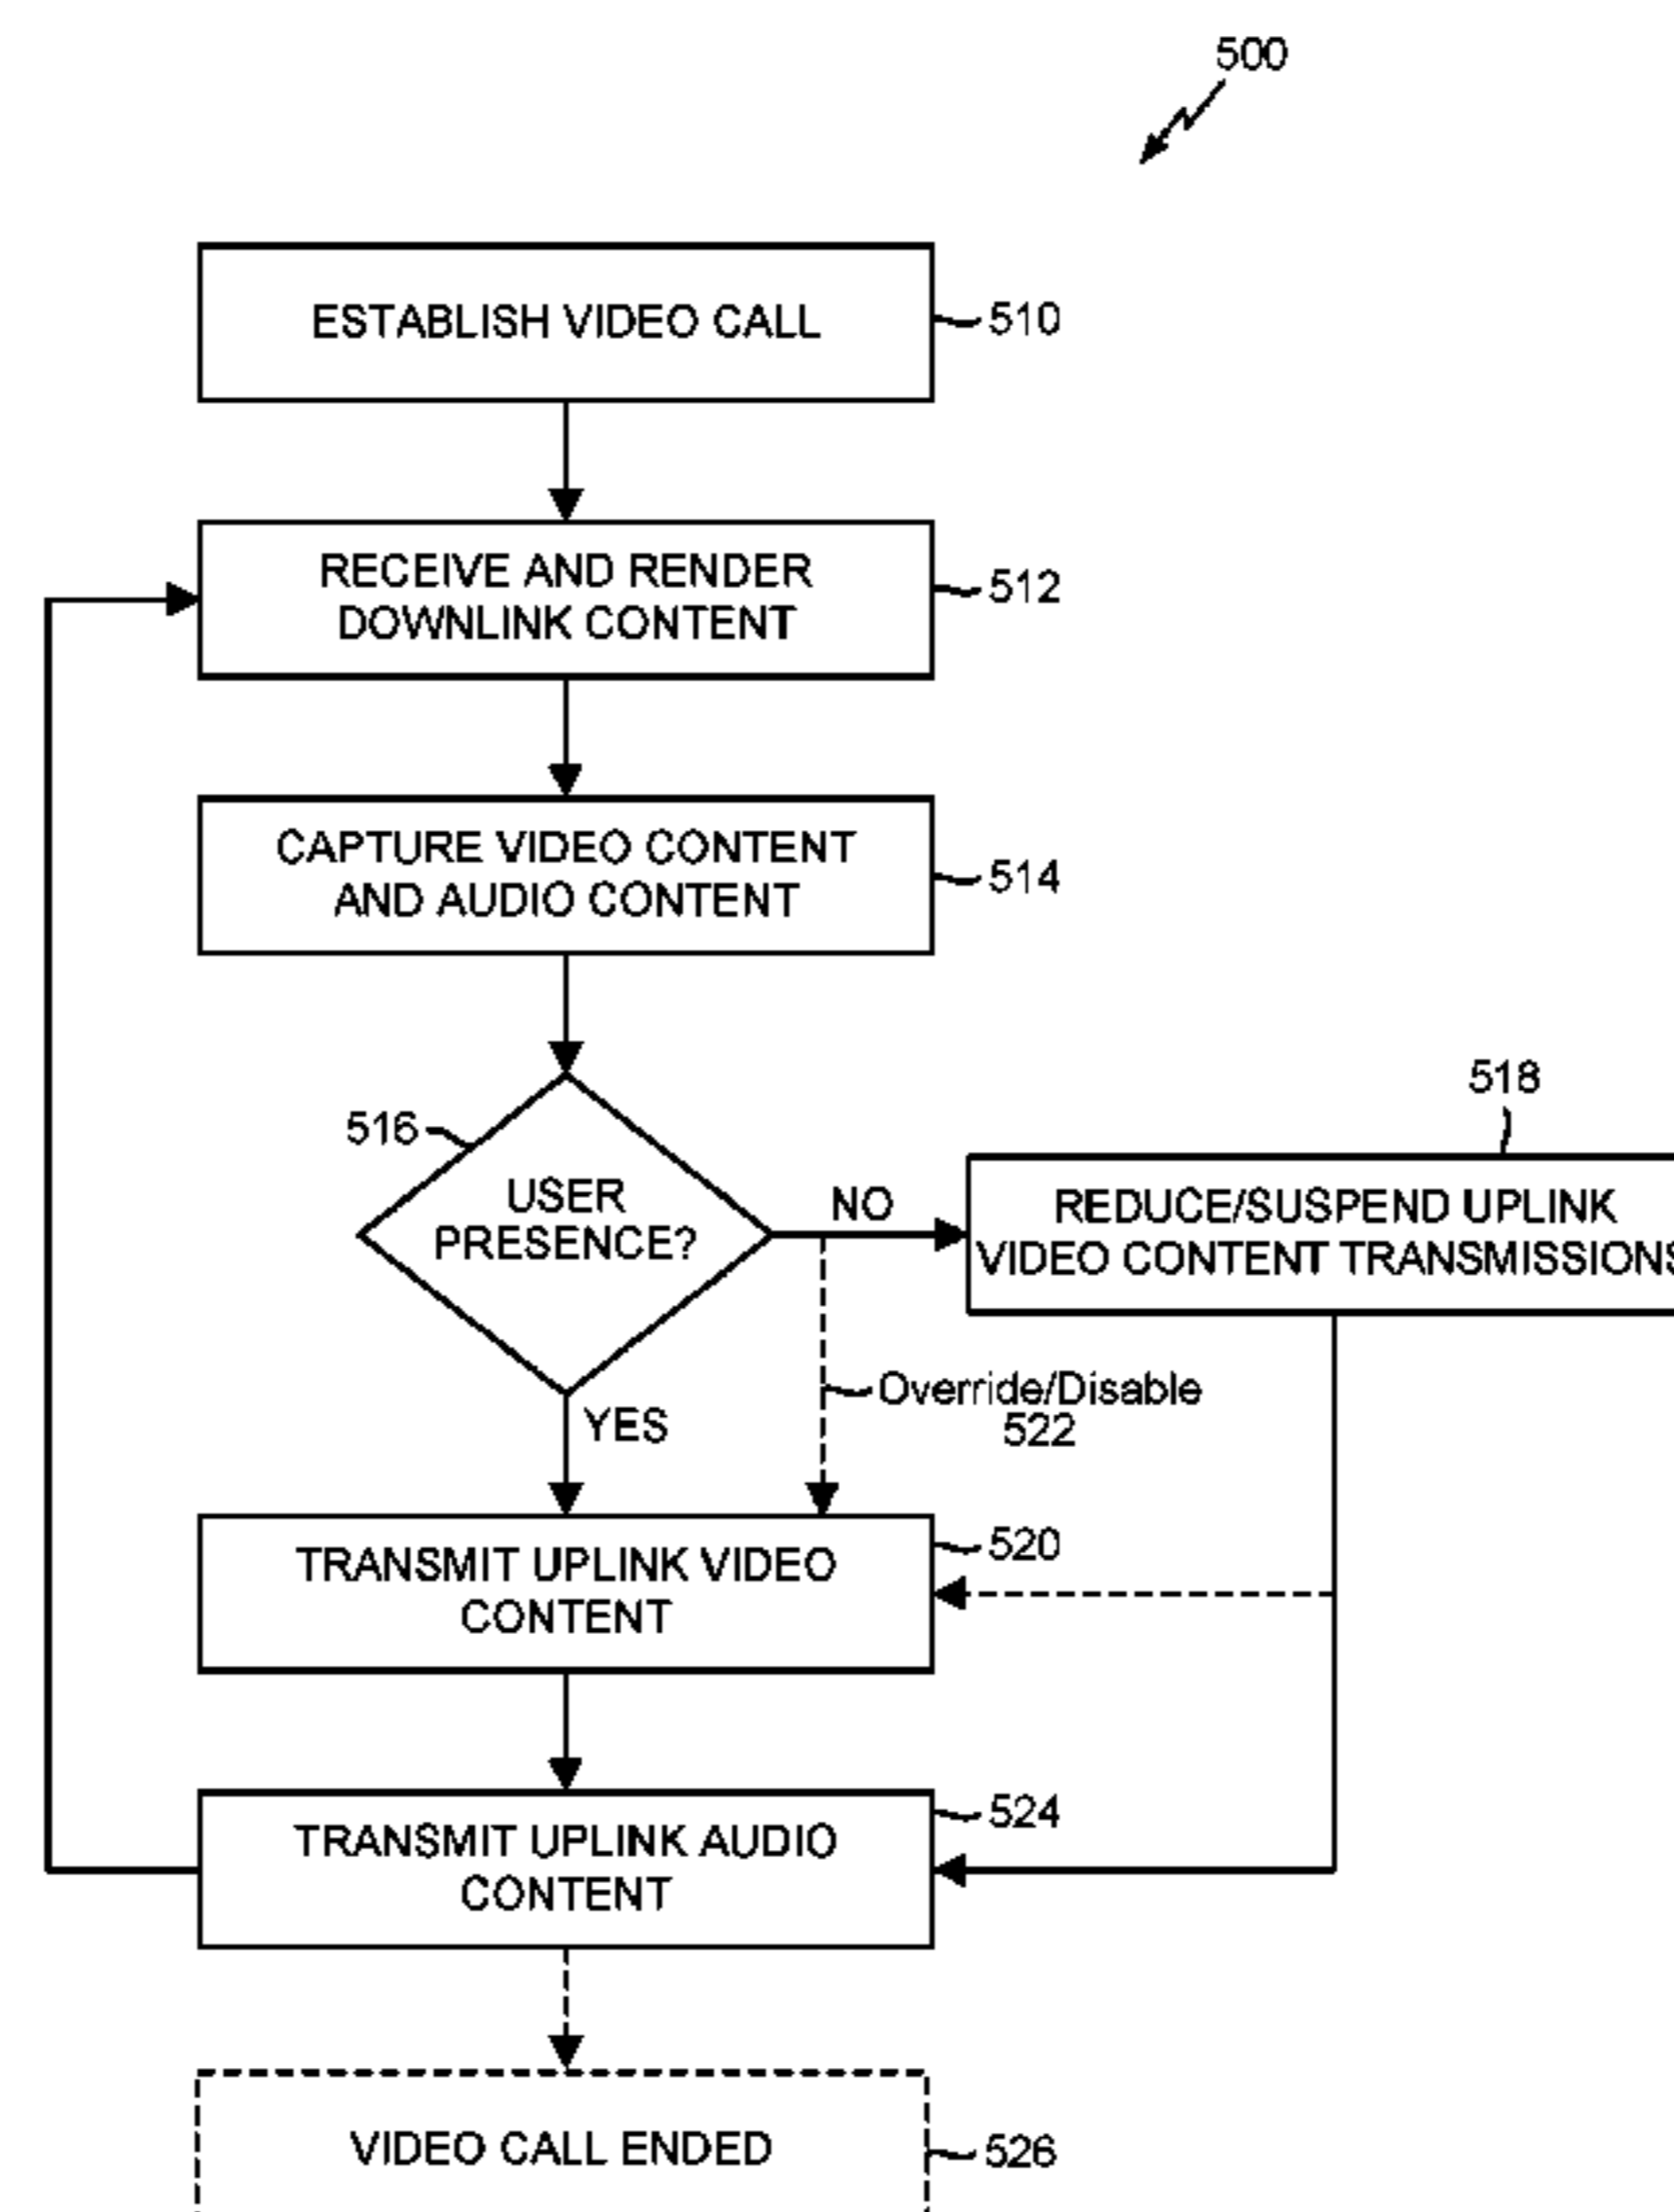 500
ESTABLISH VIDEO CALL
510
RECEIVE AND RENDER
DOWNLINK CONTENT
512
CAPTURE VIDEO CONTENT
AND AUDIO CONTENT
514
516
USER
PRESENCE?
NO
518
REDUCE/SUSPEND UPLINK
VIDEO CONTENT TRANSMISSIONS
Override/Disable
522
YES
TRANSMIT UPLINK VIDEO
CONTENT
520
TRANSMIT UPLINK AUDIO
CONTENT
524
VIDEO CALL ENDED
526